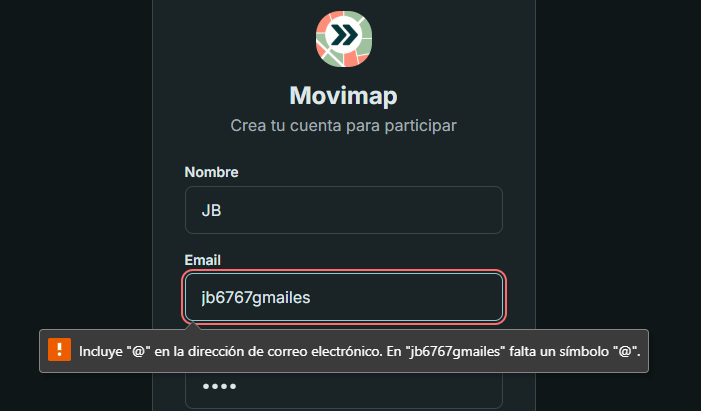 Movimap
Crea tu cuenta para participar
Nombre
JB
Email
jb6767gmailes
Incluye "@" en la dirección de correo electrónico. En "jb6767gmailes" falta un símbolo "@".
••••